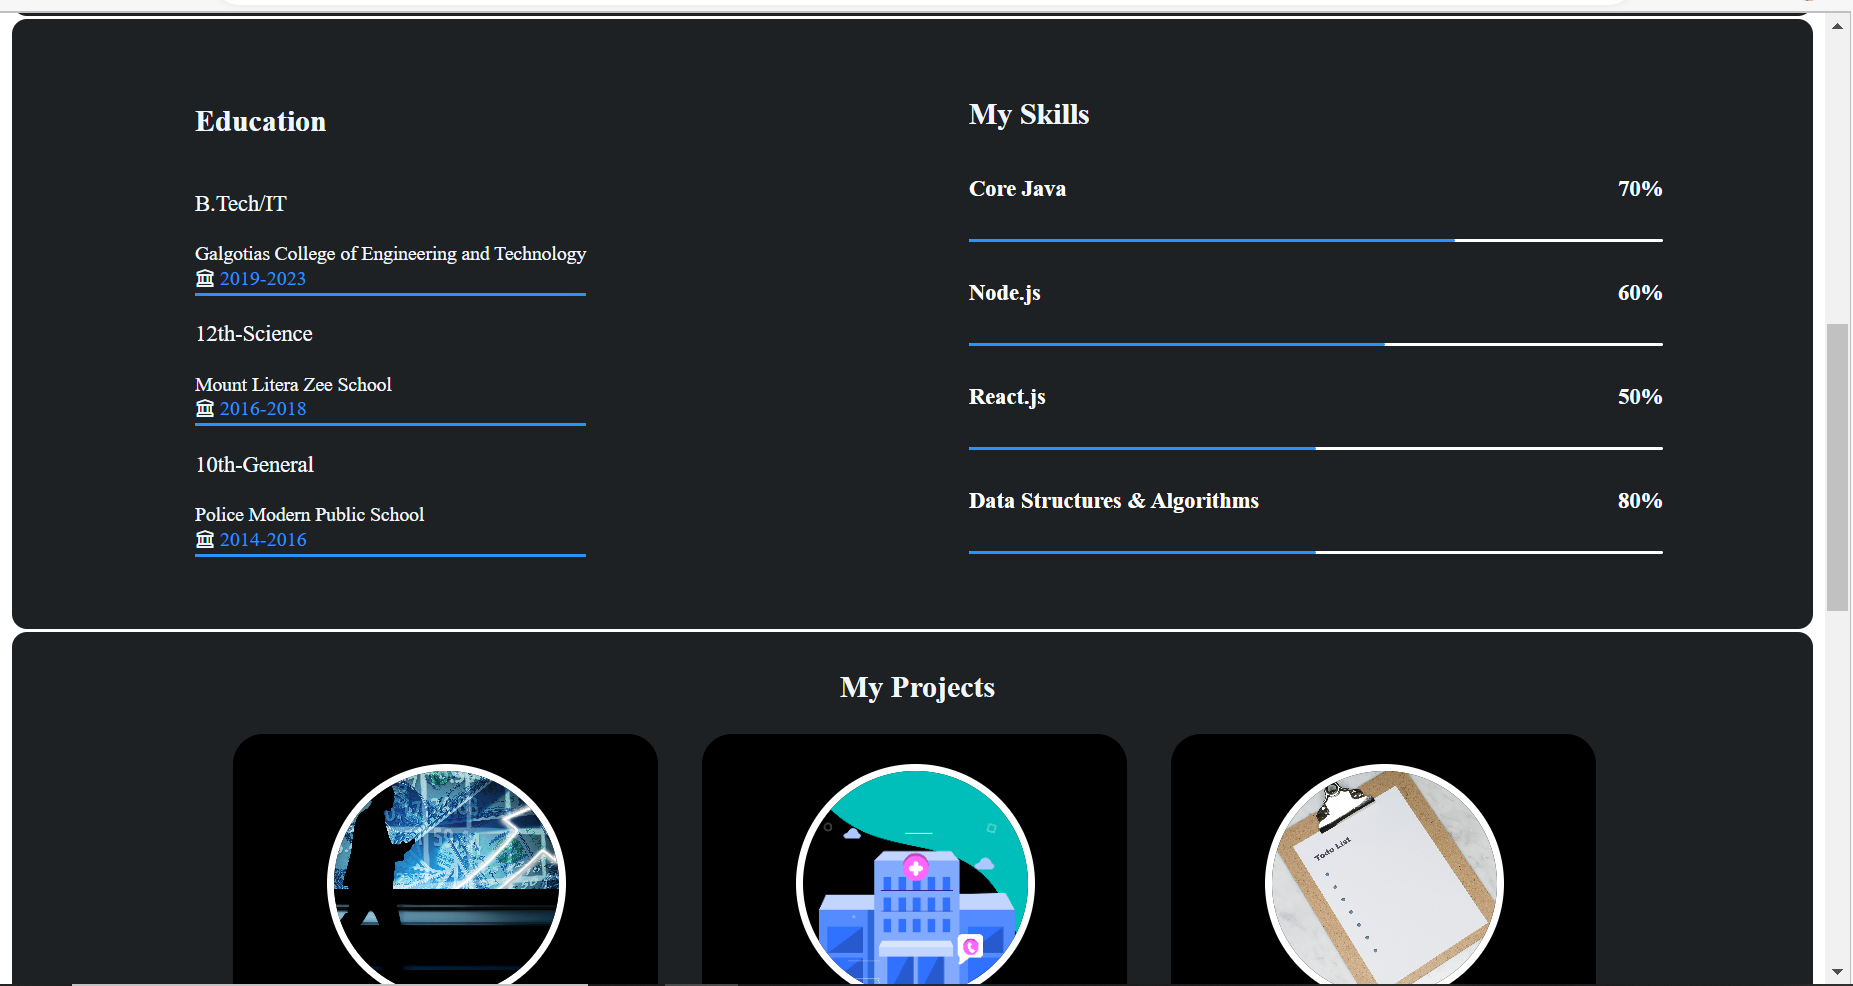 Education
B.Tech/IT
Galgotias College of Engineering and Technology
2019-2023
12th-Science
Mount Litera Zee School
2016-2018
10th-General
Police Modern Public School
2014-2016
My Skills
Core Java 70%
Node.js 60%
React.js 50%
Data Structures & Algorithms 80%
My Projects
Todo List